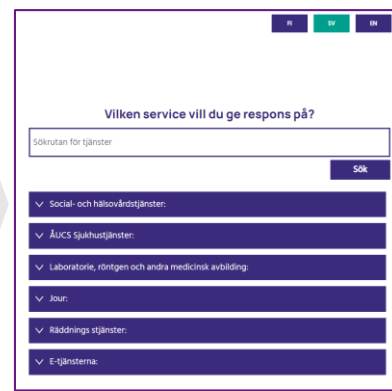 FI SV EN
Vilken service vill du ge respons på?
Sökrutan för tjänster
Sök
Social- och hälsovårdstjänster:
ÅUCS Sjukhustjänster:
Laboratorie, röntgen och andra medicinsk avbilding:
Jour:
Räddnings stjänster:
E-tjänsterna: